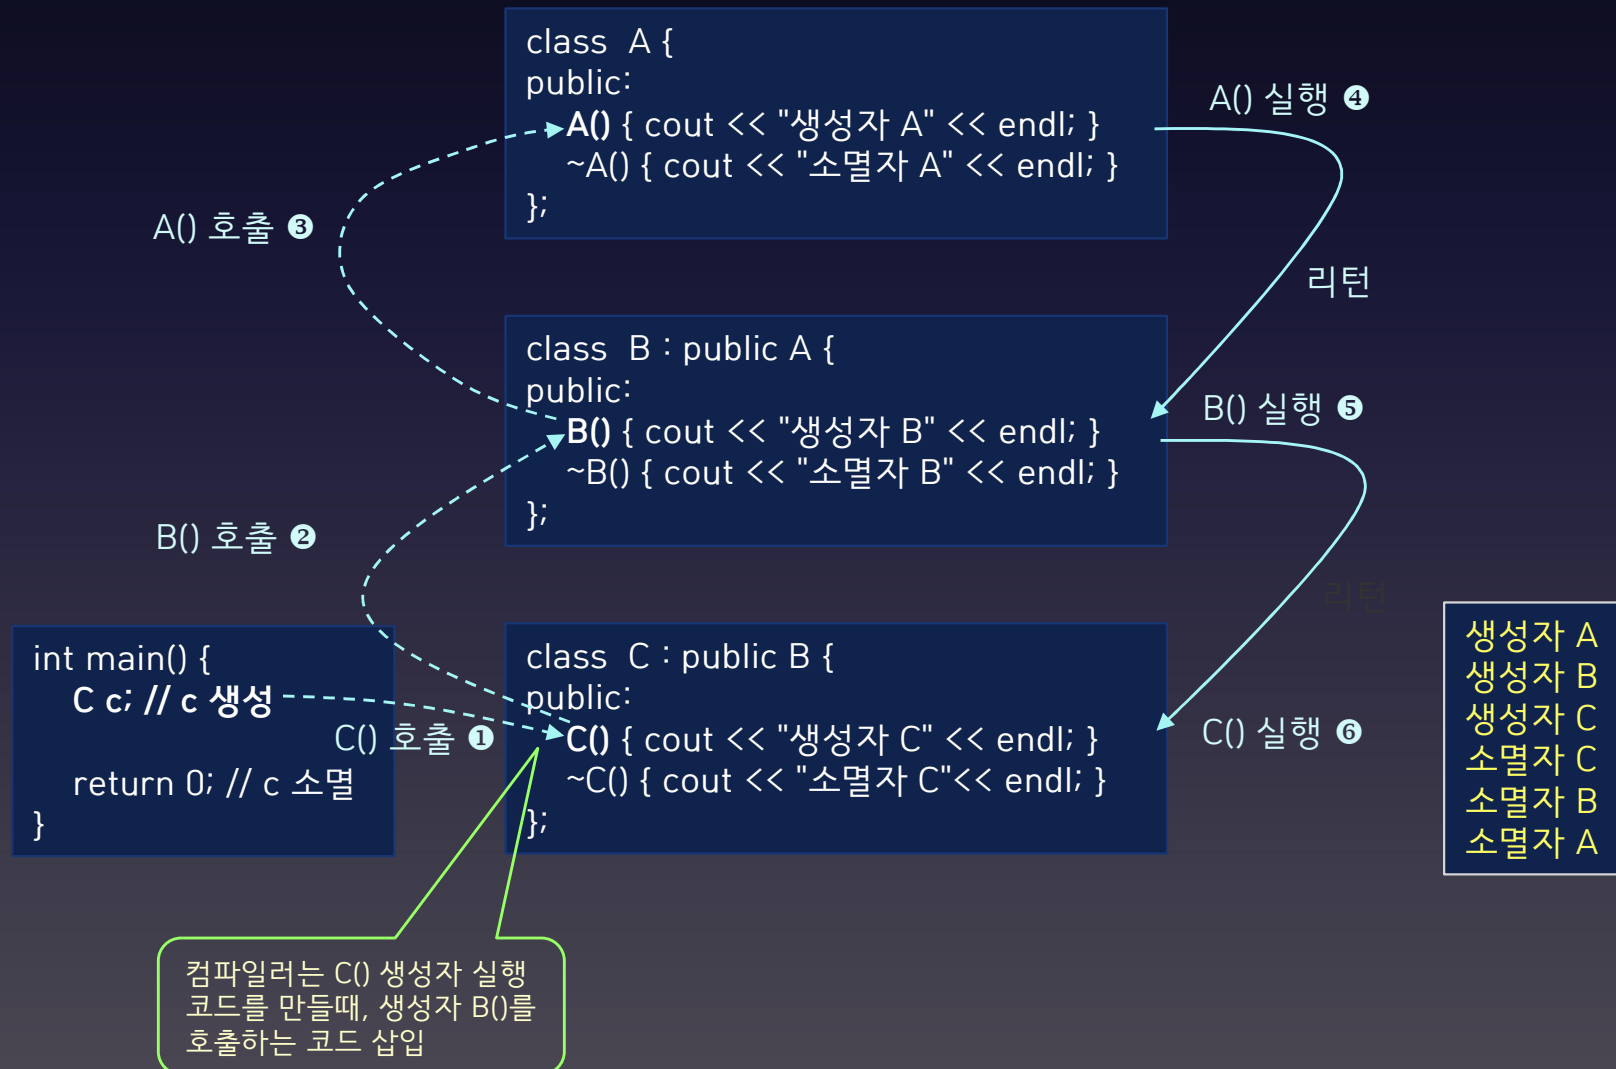 class  A {
public:
A() { cout << "생성자 A" << endl; }
~A() { cout << "소멸자 A" << endl; }
};
A() 실행 ❹
A() 호출 ❸
리턴
class  B : public A {
public:
B() { cout << "생성자 B" << endl; }
~B() { cout << "소멸자 B" << endl; }
};
B() 실행 ❺
B() 호출 ❷
리턴
int main() {
C c; // c 생성
return 0; // c 소멸
}
C() 호출 ❶
class  C : public B {
public:
C() { cout << "생성자 C" << endl; }
~C() { cout << "소멸자 C"<< endl; }
};
C() 실행 ❻
생성자 A
생성자 B
생성자 C
소멸자 C
소멸자 B
소멸자 A
컴파일러는 C() 생성자 실행
코드를 만들때, 생성자 B()를
호출하는 코드 삽입